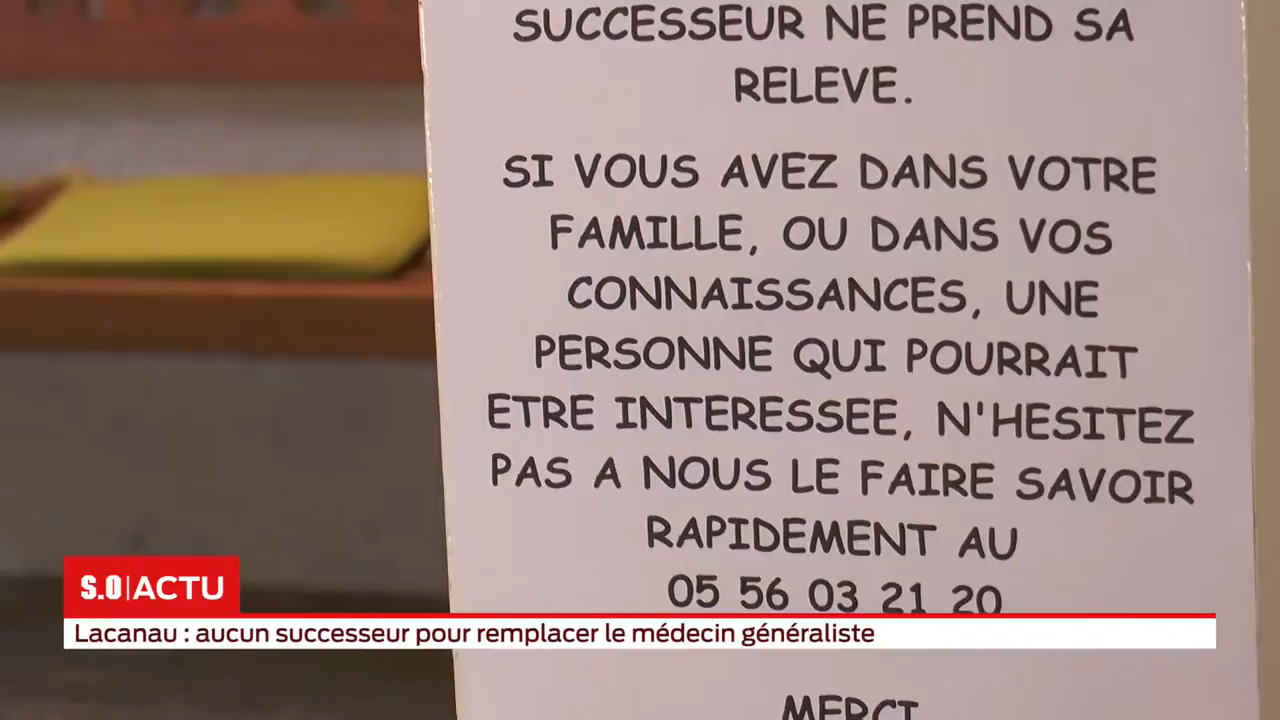 SUCCESSEUR NE PREND SA
RELEVE.
SI VOUS AVEZ DANS VOTRE
FAMILLE, OU DANS VOS
CONNAISSANCES, UNE
PERSONNE QUI POURRAIT
ETRE INTERESSEE, N'HESITEZ
PAS A NOUS LE FAIRE SAVOIR
RAPIDEMENT AU
05 56 03 21 20
S.O|ACTU
Lacanau : aucun successeur pour remplacer le médecin généraliste
MERCI